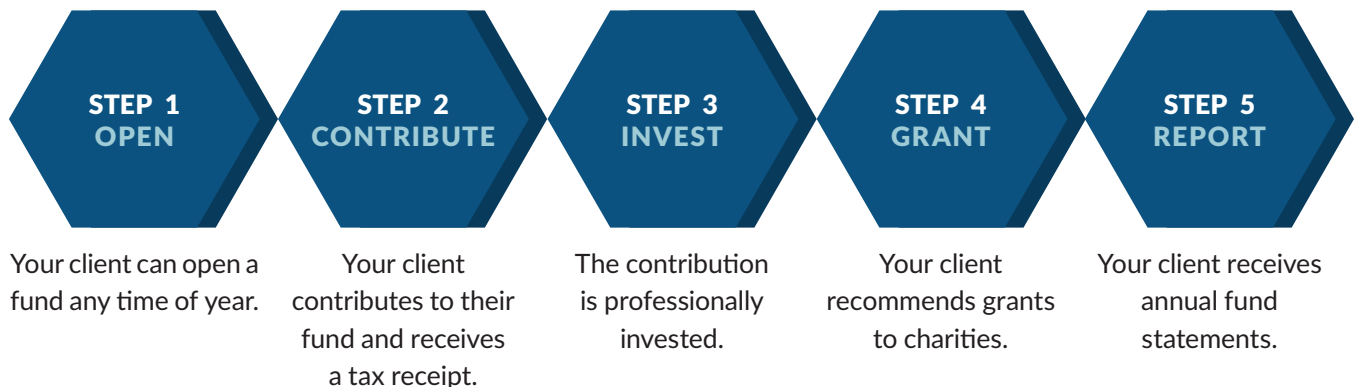 STEP 1
OPEN
Your client can open a
fund any time of year.
STEP 2
CONTRIBUTE
Your client
contributes to their
fund and receives
a tax receipt.
STEP 3
INVEST
The contribution
is professionally
invested.
STEP 4
GRANT
Your client
recommends grants
to charities.
STEP 5
REPORT
Your client receives
annual fund
statements.